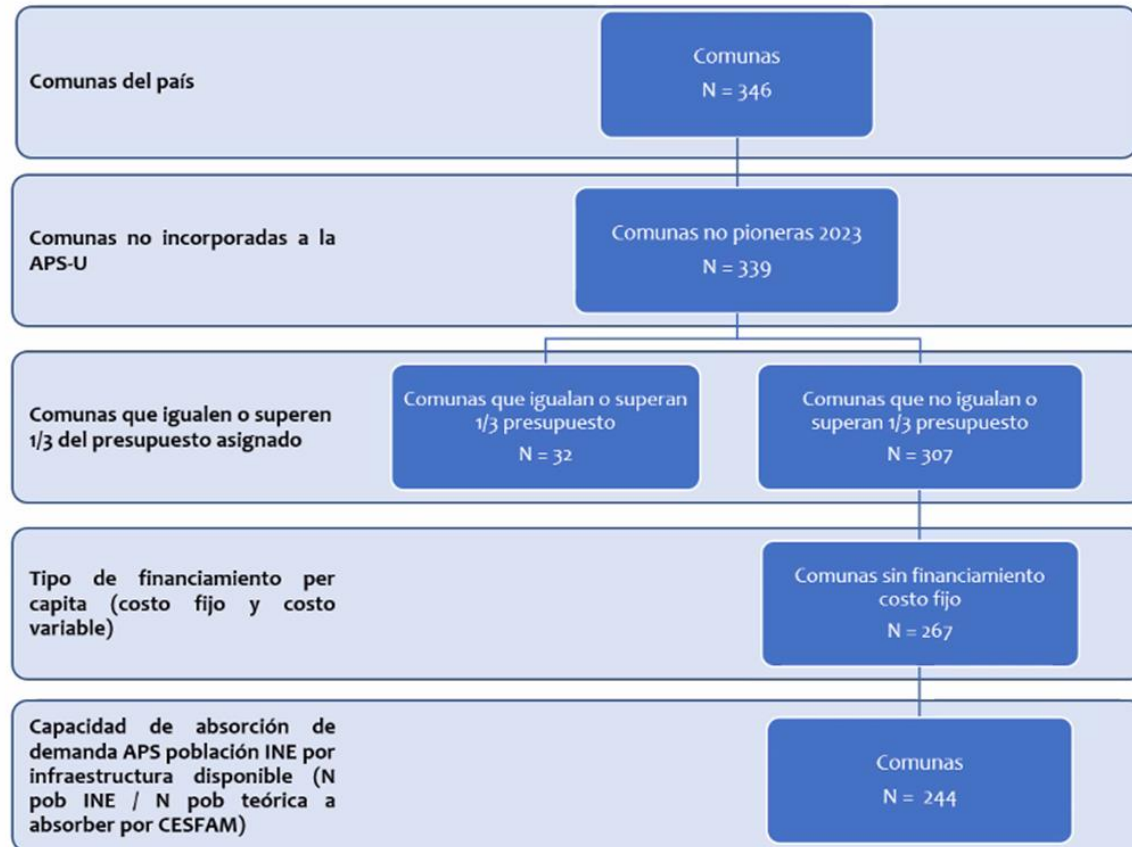 Comunas del país
Comunas
N = 346
Comunas no incorporadas a la
APS-U
Comunas no pioneras 2023
N = 339
Comunas que igualen o superen
1/3 del presupuesto asignado
Comunas que igualan o superan
1/3 presupuesto
N = 32
Comunas que no igualan o
superan 1/3 presupuesto
N = 307
Tipo de financiamiento per
capita (costo fijo y costo
variable)
Comunas sin financiamiento
costo fijo
N = 267
Capacidad de absorción de
demanda APS población INE por
infraestructura disponible (N
pob INE / N pob teórica a
absorber por CESFAM)
Comunas
N = 244